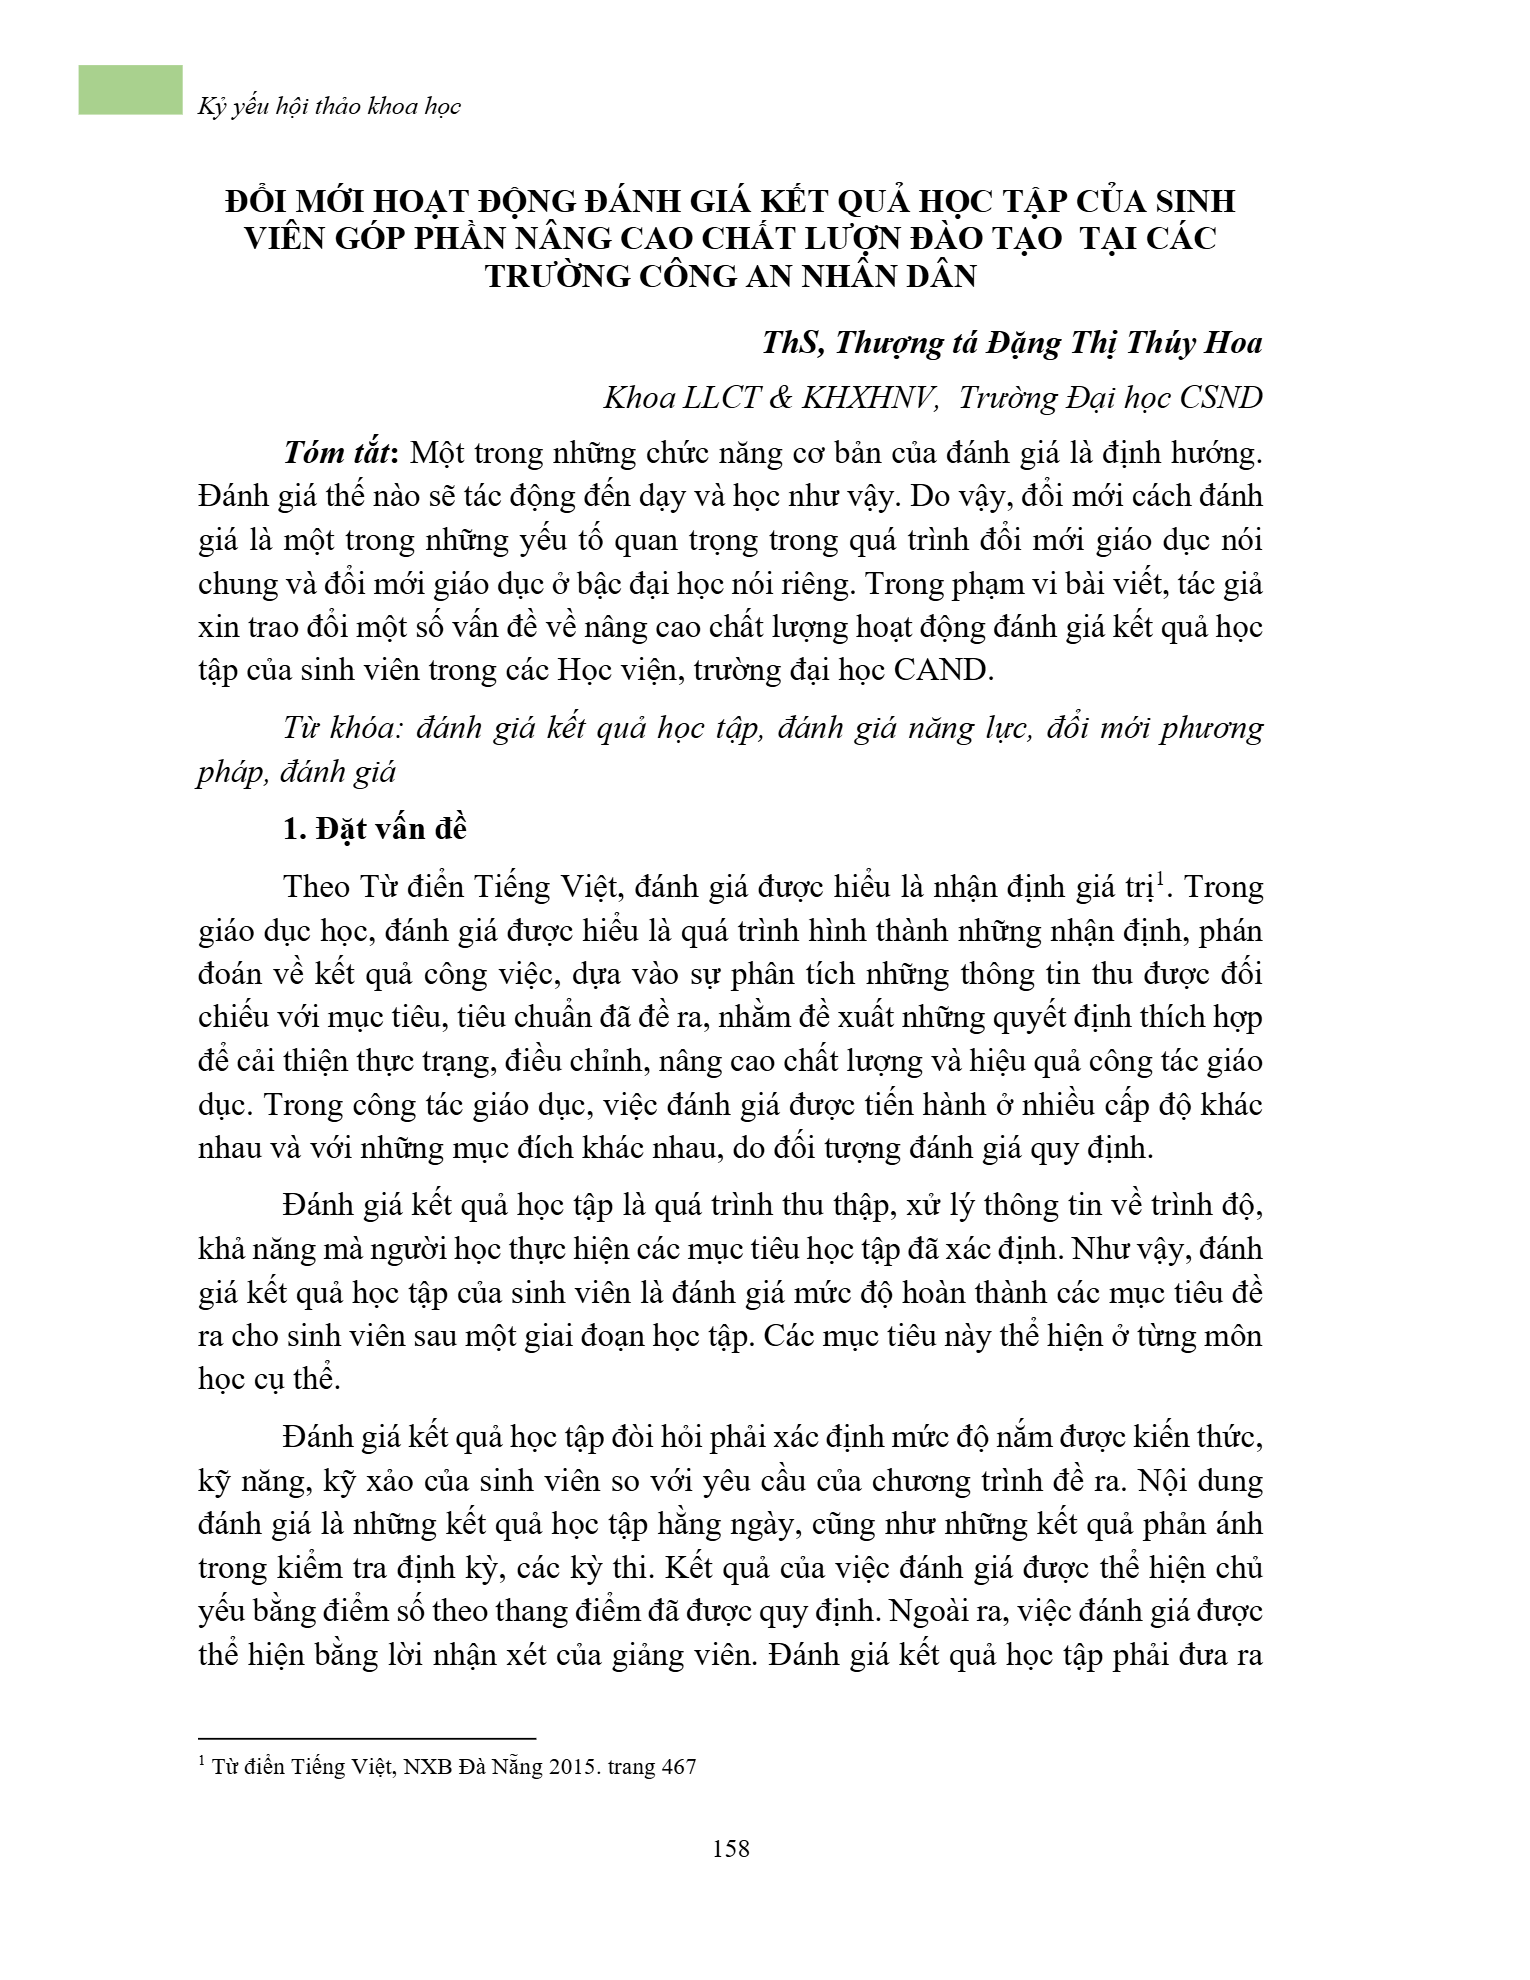 Kỷ yếu hội thảo khoa học
ĐỔI MỚI HOẠT ĐỘNG ĐÁNH GIÁ KẾT QUẢ HỌC TẬP CỦA SINH
VIÊN GÓP PHẦN NÂNG CAO CHẤT LƯỢN ĐÀO TẠO  TẠI CÁC
TRƯỜNG CÔNG AN NHÂN DÂN
ThS, Thượng tá Đặng Thị Thúy Hoa
Khoa LLCT & KHXHNV,  Trường Đại học CSND
Tóm tắt: Một trong những chức năng cơ bản của đánh giá là định hướng.
Đánh giá thế nào sẽ tác động đến dạy và học như vậy. Do vậy, đổi mới cách đánh
giá là một trong những yếu tố quan trọng trong quá trình đổi mới giáo dục nói
chung và đổi mới giáo dục ở bậc đại học nói riêng. Trong phạm vi bài viết, tác giả
xin trao đổi một số vấn đề về nâng cao chất lượng hoạt động đánh giá kết quả học
tập của sinh viên trong các Học viện, trường đại học CAND.
Từ khóa: đánh giá kết quả học tập, đánh giá năng lực, đổi mới phương
pháp, đánh giá
1. Đặt vấn đề
Theo Từ điển Tiếng Việt, đánh giá được hiểu là nhận định giá trị¹. Trong
giáo dục học, đánh giá được hiểu là quá trình hình thành những nhận định, phán
đoán về kết quả công việc, dựa vào sự phân tích những thông tin thu được đối
chiếu với mục tiêu, tiêu chuẩn đã đề ra, nhằm đề xuất những quyết định thích hợp
để cải thiện thực trạng, điều chỉnh, nâng cao chất lượng và hiệu quả công tác giáo
dục. Trong công tác giáo dục, việc đánh giá được tiến hành ở nhiều cấp độ khác
nhau và với những mục đích khác nhau, do đối tượng đánh giá quy định.
Đánh giá kết quả học tập là quá trình thu thập, xử lý thông tin về trình độ,
khả năng mà người học thực hiện các mục tiêu học tập đã xác định. Như vậy, đánh
giá kết quả học tập của sinh viên là đánh giá mức độ hoàn thành các mục tiêu đề
ra cho sinh viên sau một giai đoạn học tập. Các mục tiêu này thể hiện ở từng môn
học cụ thể.
Đánh giá kết quả học tập đòi hỏi phải xác định mức độ nắm được kiến thức,
kỹ năng, kỹ xảo của sinh viên so với yêu cầu của chương trình đề ra. Nội dung
đánh giá là những kết quả học tập hằng ngày, cũng như những kết quả phản ánh
trong kiểm tra định kỳ, các kỳ thi. Kết quả của việc đánh giá được thể hiện chủ
yếu bằng điểm số theo thang điểm đã được quy định. Ngoài ra, việc đánh giá được
thể hiện bằng lời nhận xét của giảng viên. Đánh giá kết quả học tập phải đưa ra
¹ Từ điển Tiếng Việt, NXB Đà Nẵng 2015. trang 467
158